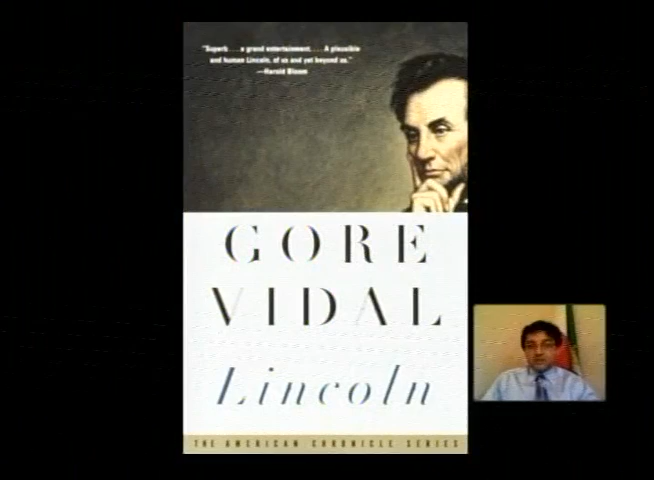 "Superb . . . a grand entertainment. . . . A plausible
and human Lincoln, of us and yet beyond us."
—Harold Bloom
GORE
VIDAL
Lincoln
THE AMERICAN CHRONICLE SERIES